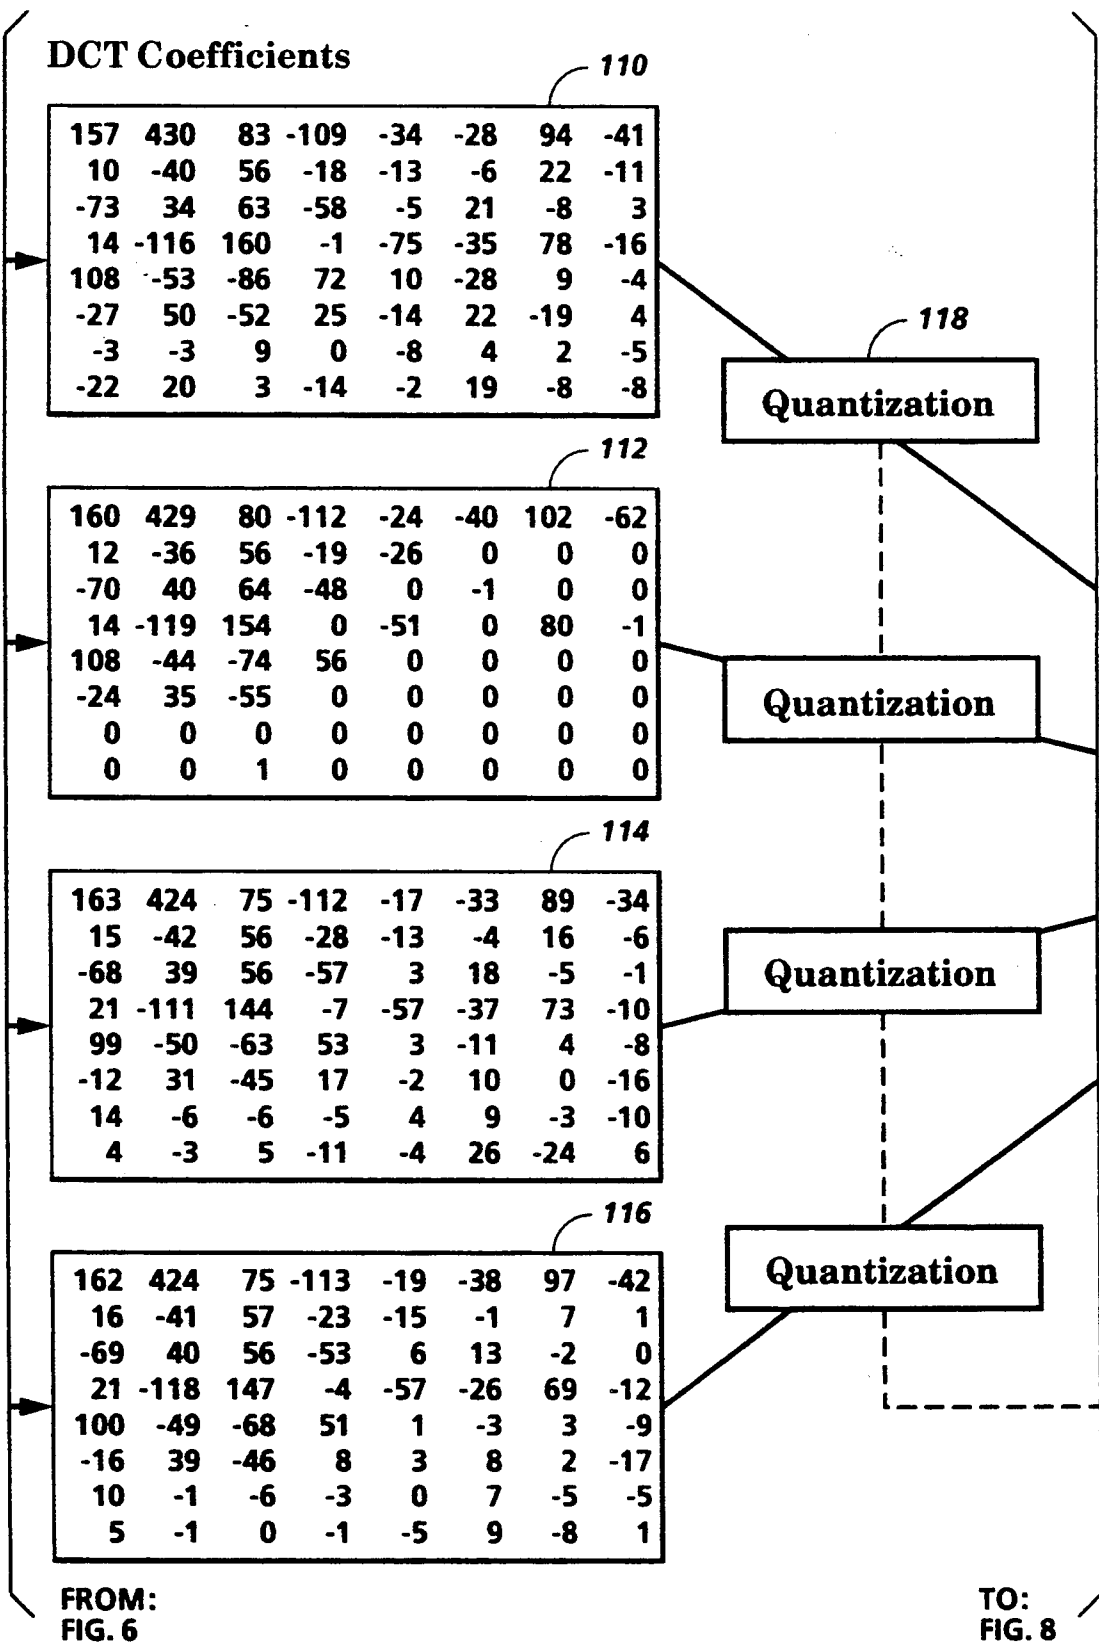 DCT Coefficients
110
157 430 83 -109 -34 -28 94 -41
10 -40 56 -18 -13 -6 22 -11
-73 34 63 -58 -5 21 -8 3
14 -116 160 -1 -75 -35 78 -16
108 -53 -86 72 10 -28 9 -4
-27 50 -52 25 -14 22 -19 4
-3 -3 9 0 -8 4 2 -5
-22 20 3 -14 -2 19 -8 -8
118
Quantization
112
160 429 80 -112 -24 -40 102 -62
12 -36 56 -19 -26 0 0 0
-70 40 64 -48 0 -1 0 0
14 -119 154 0 -51 0 80 -1
108 -44 -74 56 0 0 0 0
-24 35 -55 0 0 0 0 0
0 0 0 0 0 0 0 0
0 0 1 0 0 0 0 0
Quantization
114
163 424 75 -112 -17 -33 89 -34
15 -42 56 -28 -13 -4 16 -6
-68 39 56 -57 3 18 -5 -1
21 -111 144 -7 -57 -37 73 -10
99 -50 -63 53 3 -11 4 -8
-12 31 -45 17 -2 10 0 -16
14 -6 -6 -5 4 9 -3 -10
4 -3 5 -11 -4 26 -24 6
Quantization
116
162 424 75 -113 -19 -38 97 -42
16 -41 57 -23 -15 -1 7 1
-69 40 56 -53 6 13 -2 0
21 -118 147 -4 -57 -26 69 -12
100 -49 -68 51 1 -3 3 -9
-16 39 -46 8 3 8 2 -17
10 -1 -6 -3 0 7 -5 -5
5 -1 0 -1 -5 9 -8 1
Quantization
FROM:
FIG. 6
TO:
FIG. 8